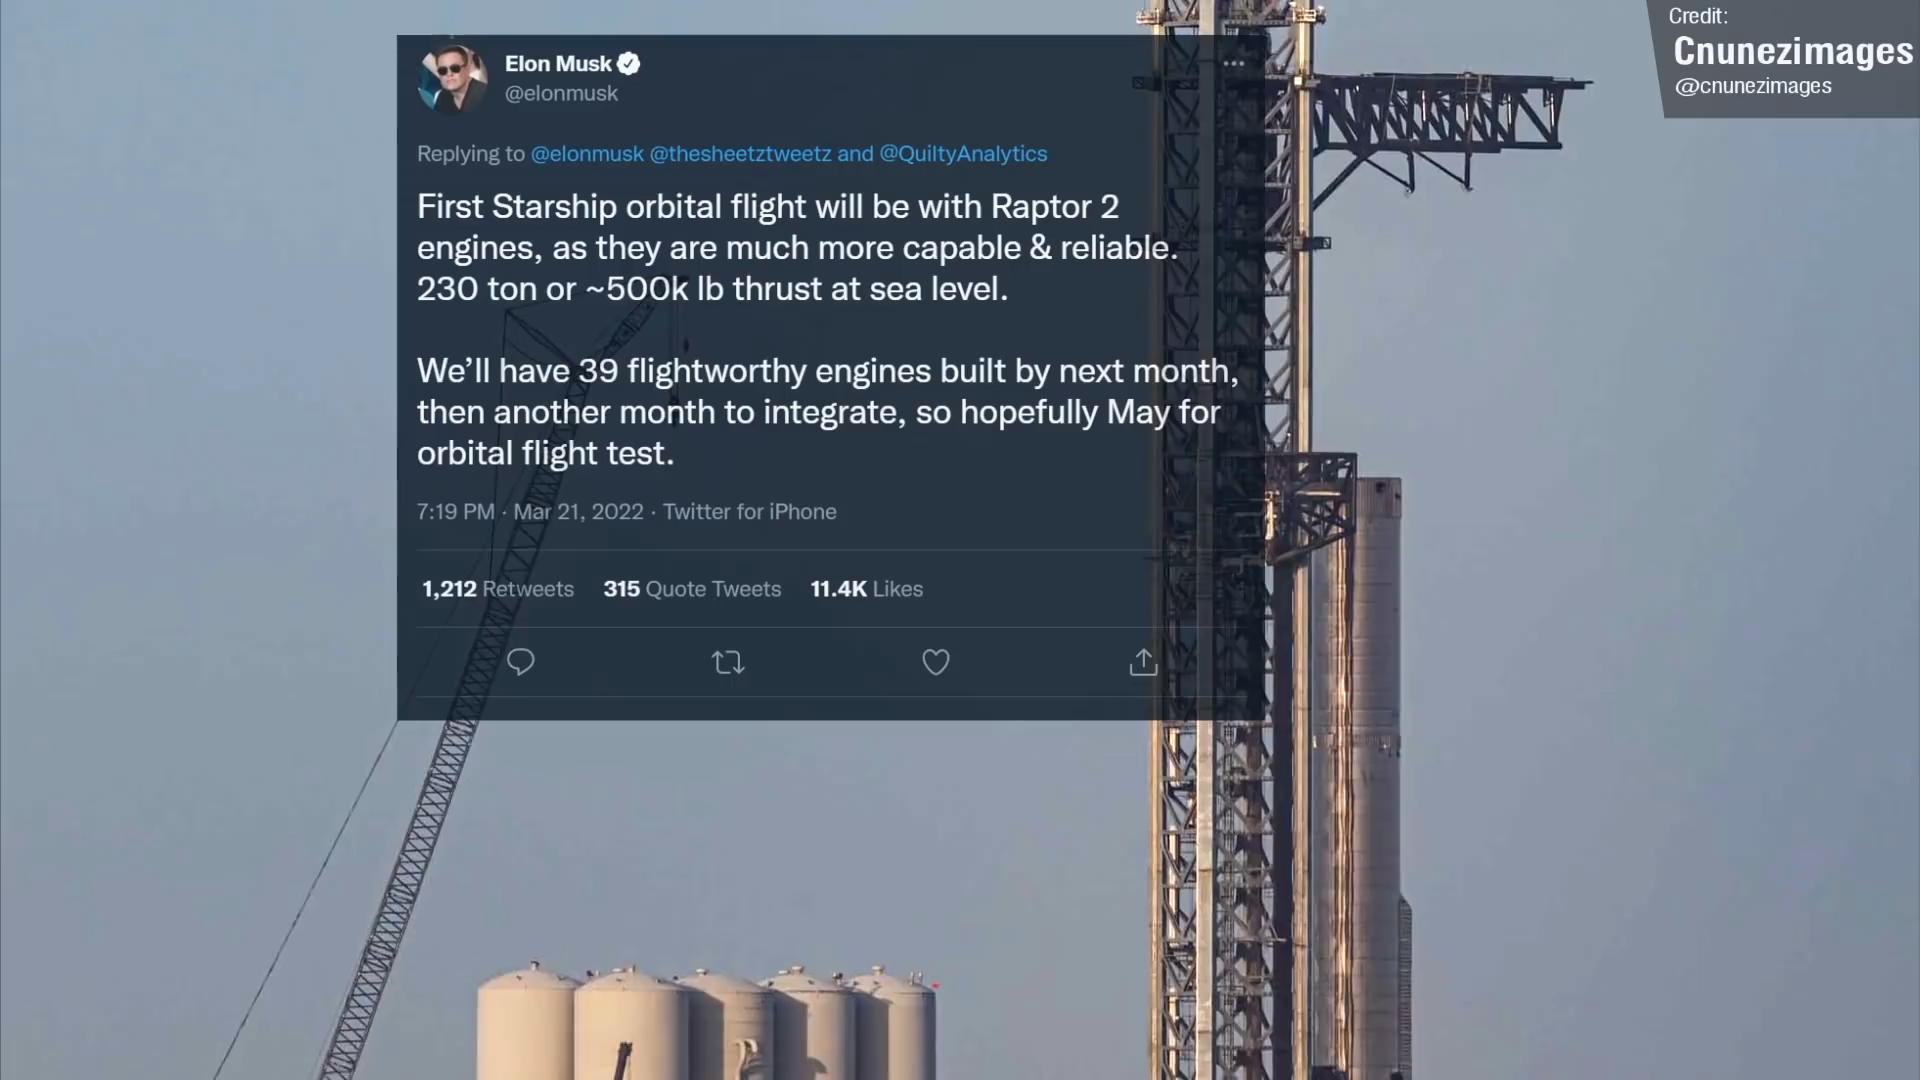 Credit:
Cnunezimages
@cnunezimages
Elon Musk
@elonmusk
Replying to @elonmusk @thesheetztweetz and @QuiltyAnalytics
First Starship orbital flight will be with Raptor 2
engines, as they are much more capable & reliable.
230 ton or ~500k lb thrust at sea level.
We’ll have 39 flightworthy engines built by next month,
then another month to integrate, so hopefully May for
orbital flight test.
7:19 PM · Mar 21, 2022 · Twitter for iPhone
1,212 Retweets 315 Quote Tweets 11.4K Likes